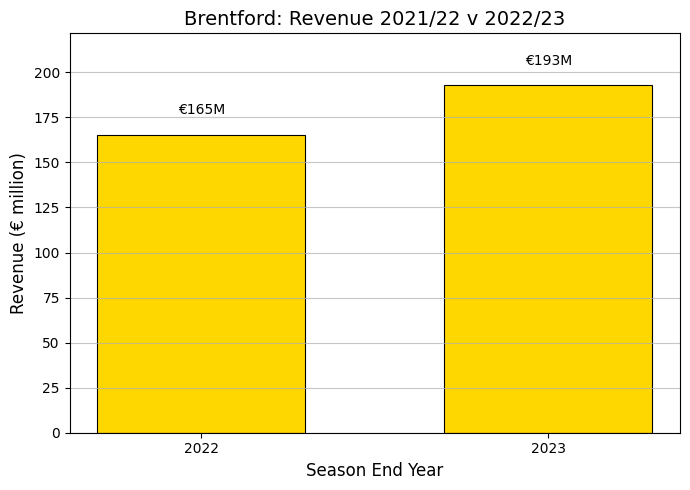 Brentford: Revenue 2021/22 v 2022/23
Revenue (€ million)
200
175
150
125
100
75
50
25
0
€165M
€193M
2022
2023
Season End Year